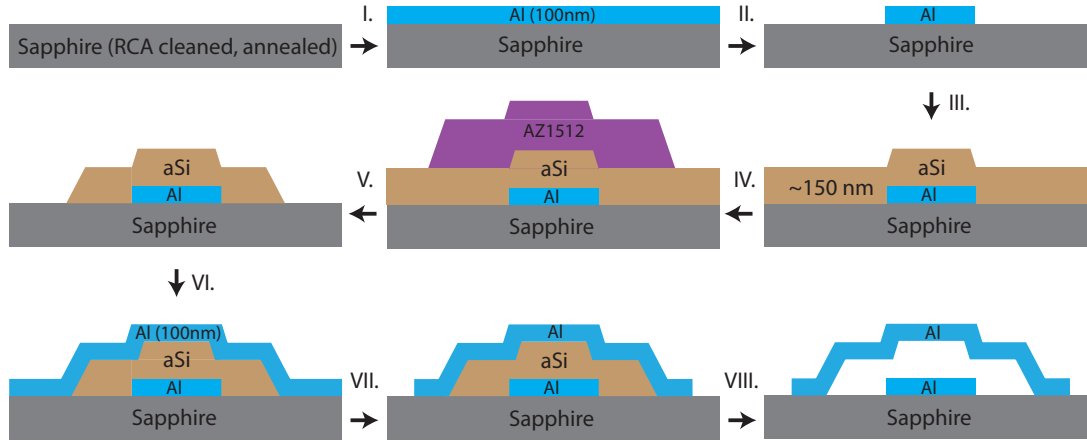 I.
II.
Al (100nm)
Al
Sapphire (RCA cleaned, annealed)
Sapphire
Sapphire
III.
AZ1512
aSi
V.
aSi
IV.
aSi
Al
Al
~150 nm
Al
Sapphire
Sapphire
Sapphire
VI.
Al (100nm)
Al
Al
aSi
VII.
aSi
VIII.
Al
Al
Al
Sapphire
Sapphire
Sapphire